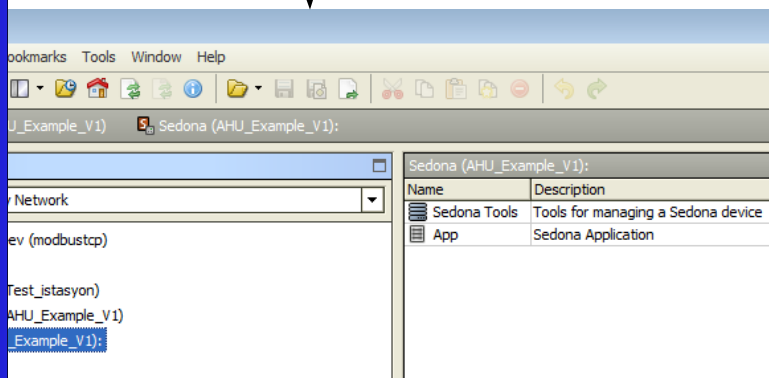 ookmarks Tools Window Help
U_Example_V1) Sedona (AHU_Example_V1):
Sedona (AHU_Example_V1):
Name Description
Network
Sedona Tools Tools for managing a Sedona device
App Sedona Application
ev (modbustcp)
Test_istasyon)
AHU_Example_V1)
_Example_V1):